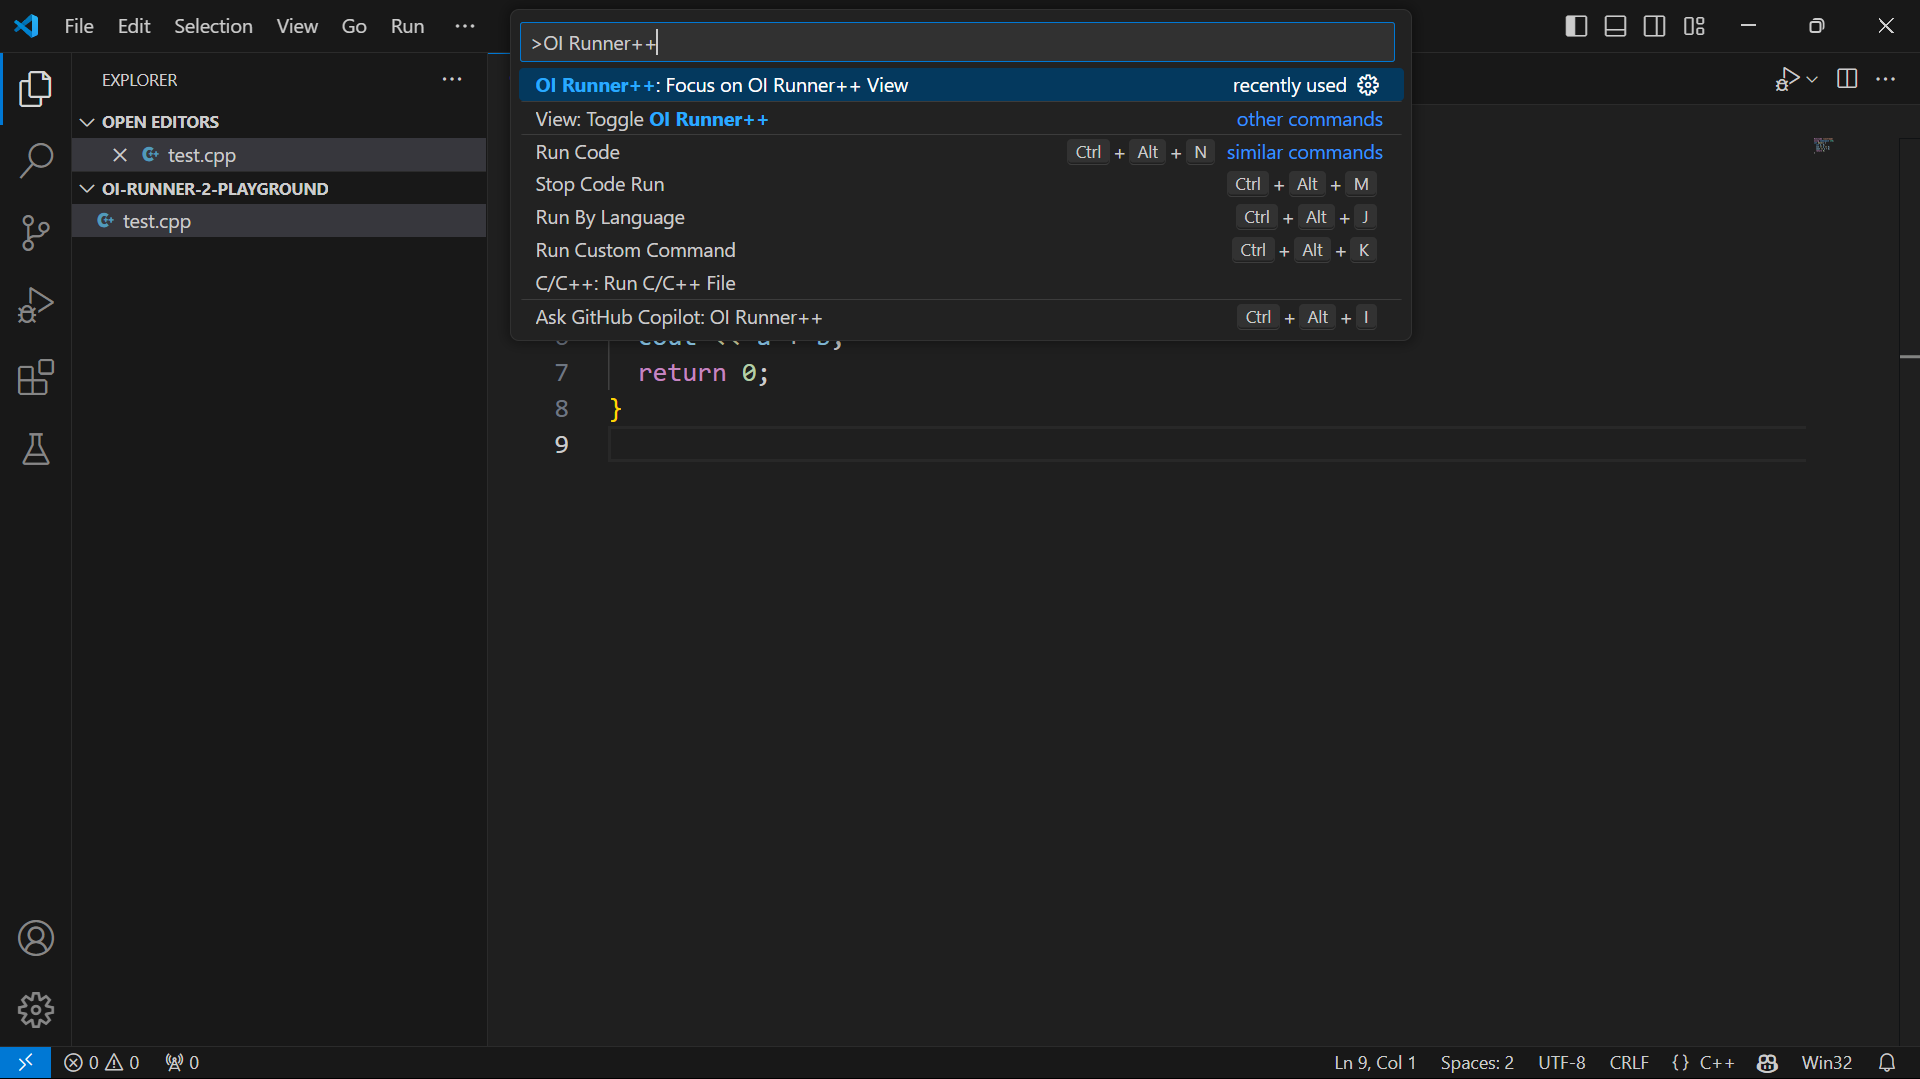 File Edit Selection View Go Run ···
>OI Runner++
OI Runner++: Focus on OI Runner++ View recently used
View: Toggle OI Runner++ other commands
Run Code Ctrl + Alt + N similar commands
Stop Code Run Ctrl + Alt + M
Run By Language Ctrl + Alt + J
Run Custom Command Ctrl + Alt + K
C/C++: Run C/C++ File
Ask GitHub Copilot: OI Runner++ Ctrl + Alt + I
EXPLORER ···
OPEN EDITORS
test.cpp
OI-RUNNER-2-PLAYGROUND
test.cpp
7 return 0;
8 }
9
0 0 0
Ln 9, Col 1 Spaces: 2 UTF-8 CRLF {} C++ Win32